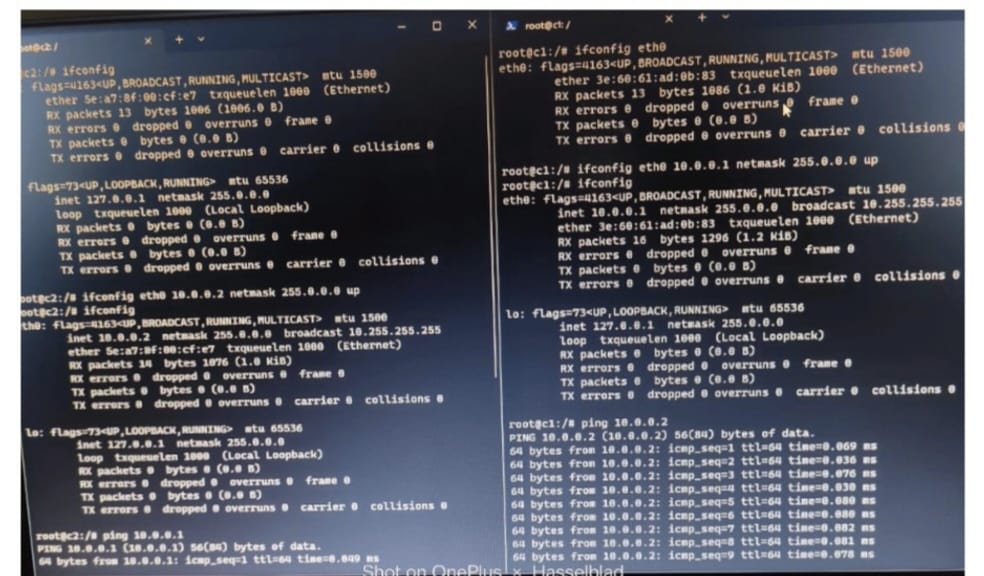 root@c2: /
c2:/# ifconfig
: flags=4163<UP,BROADCAST,RUNNING,MULTICAST>  mtu 1500
ether 5e:a7:8f:00:cf:e7  txqueuelen 1000  (Ethernet)
RX packets 13  bytes 1006 (1006.0 B)
RX errors 0  dropped 0  overruns 0  frame 0
TX packets 0  bytes 0 (0.0 B)
TX errors 0  dropped 0 overruns 0  carrier 0  collisions 0
flags=73<UP,LOOPBACK,RUNNING>  mtu 65536
inet 127.0.0.1  netmask 255.0.0.0
loop  txqueuelen 1000  (Local Loopback)
RX packets 0  bytes 0 (0.0 B)
RX errors 0  dropped 0  overruns 0  frame 0
TX packets 0  bytes 0 (0.0 B)
TX errors 0  dropped 0 overruns 0  carrier 0  collisions 0
oot@c2:/# ifconfig eth0 10.0.0.2 netmask 255.0.0.0 up
oot@c2:/# ifconfig
th0: flags=4163<UP,BROADCAST,RUNNING,MULTICAST>  mtu 1500
inet 10.0.0.2  netmask 255.0.0.0  broadcast 10.255.255.255
ether 5e:a7:8f:00:cf:e7  txqueuelen 1000  (Ethernet)
RX packets 14  bytes 1076 (1.0 KiB)
RX errors 0  dropped 0  overruns 0  frame 0
TX packets 0  bytes 0 (0.0 B)
TX errors 0  dropped 0 overruns 0  carrier 0  collisions 0
lo: flags=73<UP,LOOPBACK,RUNNING>  mtu 65536
inet 127.0.0.1  netmask 255.0.0.0
loop  txqueuelen 1000  (Local Loopback)
RX packets 0  bytes 0 (0.0 B)
RX errors 0  dropped 0  overruns 0  frame 0
TX packets 0  bytes 0 (0.0 B)
TX errors 0  dropped 0 overruns 0  carrier 0  collisions 0
root@c2:/# ping 10.0.0.1
PING 10.0.0.1 (10.0.0.1) 56(84) bytes of data.
64 bytes from 10.0.0.1: icmp_seq=1 ttl=64 time=0.049 ms
root@c1: /
root@c1:/# ifconfig eth0
eth0: flags=4163<UP,BROADCAST,RUNNING,MULTICAST>  mtu 1500
ether 3e:60:61:ad:0b:83  txqueuelen 1000  (Ethernet)
RX packets 13  bytes 1086 (1.0 KiB)
RX errors 0  dropped 0  overruns 0  frame 0
TX packets 0  bytes 0 (0.0 B)
TX errors 0  dropped 0 overruns 0  carrier 0  collisions 0
root@c1:/# ifconfig eth0 10.0.0.1 netmask 255.0.0.0 up
root@c1:/# ifconfig
eth0: flags=4163<UP,BROADCAST,RUNNING,MULTICAST>  mtu 1500
inet 10.0.0.1  netmask 255.0.0.0  broadcast 10.255.255.255
ether 3e:60:61:ad:0b:83  txqueuelen 1000  (Ethernet)
RX packets 16  bytes 1296 (1.2 KiB)
RX errors 0  dropped 0  overruns 0  frame 0
TX packets 0  bytes 0 (0.0 B)
TX errors 0  dropped 0 overruns 0  carrier 0  collisions 0
lo: flags=73<UP,LOOPBACK,RUNNING>  mtu 65536
inet 127.0.0.1  netmask 255.0.0.0
loop  txqueuelen 1000  (Local Loopback)
RX packets 0  bytes 0 (0.0 B)
RX errors 0  dropped 0  overruns 0  frame 0
TX packets 0  bytes 0 (0.0 B)
TX errors 0  dropped 0 overruns 0  carrier 0  collisions 0
root@c1:/# ping 10.0.0.2
PING 10.0.0.2 (10.0.0.2) 56(84) bytes of data.
64 bytes from 10.0.0.2: icmp_seq=1 ttl=64 time=0.069 ms
64 bytes from 10.0.0.2: icmp_seq=2 ttl=64 time=0.036 ms
64 bytes from 10.0.0.2: icmp_seq=3 ttl=64 time=0.076 ms
64 bytes from 10.0.0.2: icmp_seq=4 ttl=64 time=0.030 ms
64 bytes from 10.0.0.2: icmp_seq=5 ttl=64 time=0.080 ms
64 bytes from 10.0.0.2: icmp_seq=6 ttl=64 time=0.080 ms
64 bytes from 10.0.0.2: icmp_seq=7 ttl=64 time=0.082 ms
64 bytes from 10.0.0.2: icmp_seq=8 ttl=64 time=0.081 ms
64 bytes from 10.0.0.2: icmp_seq=9 ttl=64 time=0.078 ms
Shot on OnePlus × Hasselblad